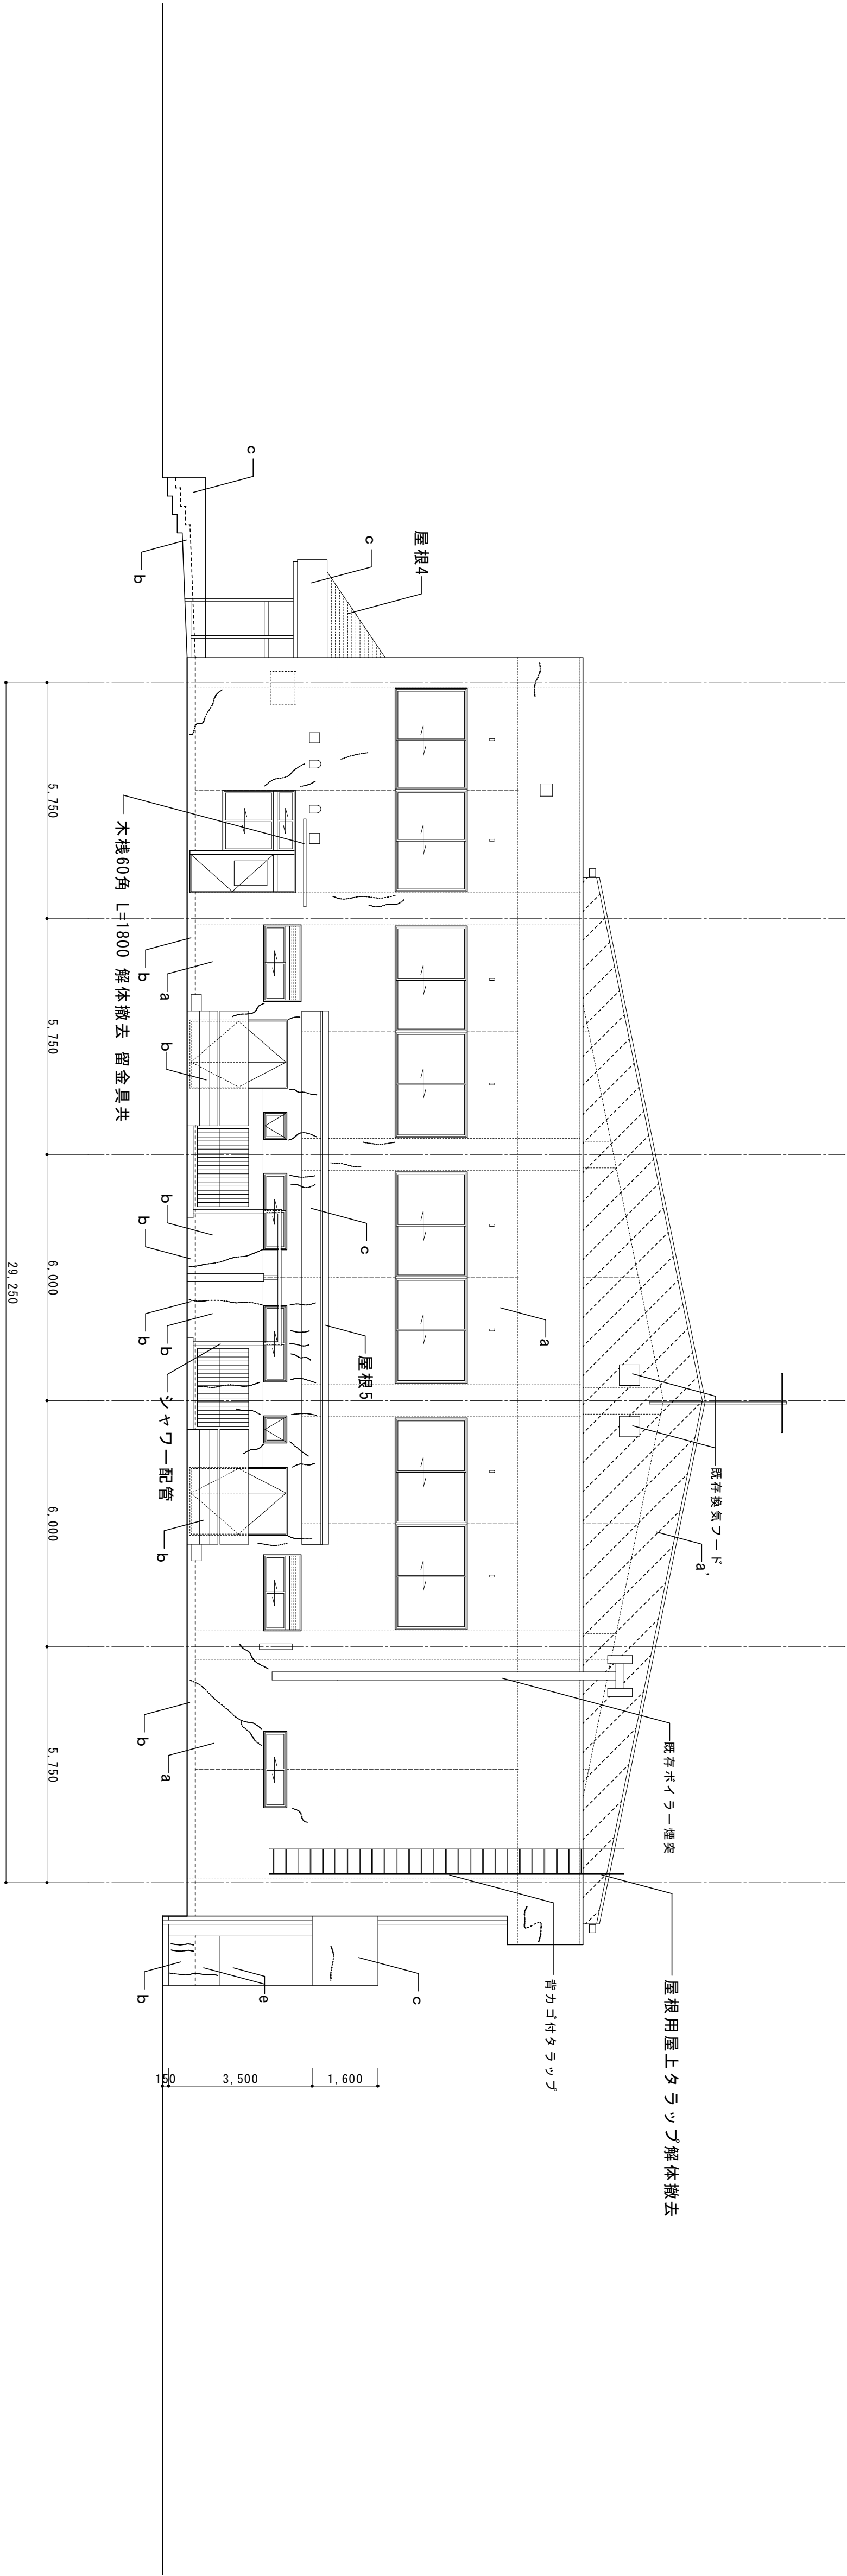 既存換気フード
a'
屋根用屋上タラップ解体撤去
既存ボイラー煙突
背カゴ付タラップ
a
屋根4
c
屋根5
c
c
c
b
木桟60角 L=1800 解体撤去 留金具共
b
a
b
b
b
b
b
シャワー配管
b
b
a
b
e
1,600
3,500
150
5,750
5,750
6,000
6,000
5,750
29,250